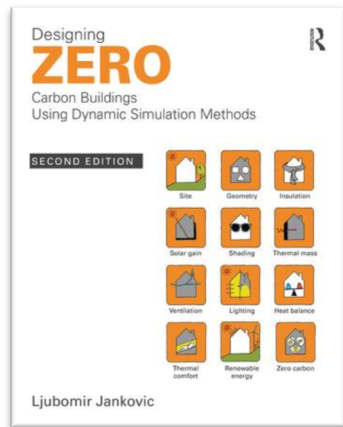 Designing
ZERO
Carbon Buildings
Using Dynamic Simulation Methods
SECOND EDITION
Site
Geometry
Insulation
Solar gain
Shading
Thermal mass
Ventilation
Lighting
Heat balance
Thermal
comfort
Renewable
energy
Zero carbon
Ljubomir Jankovic